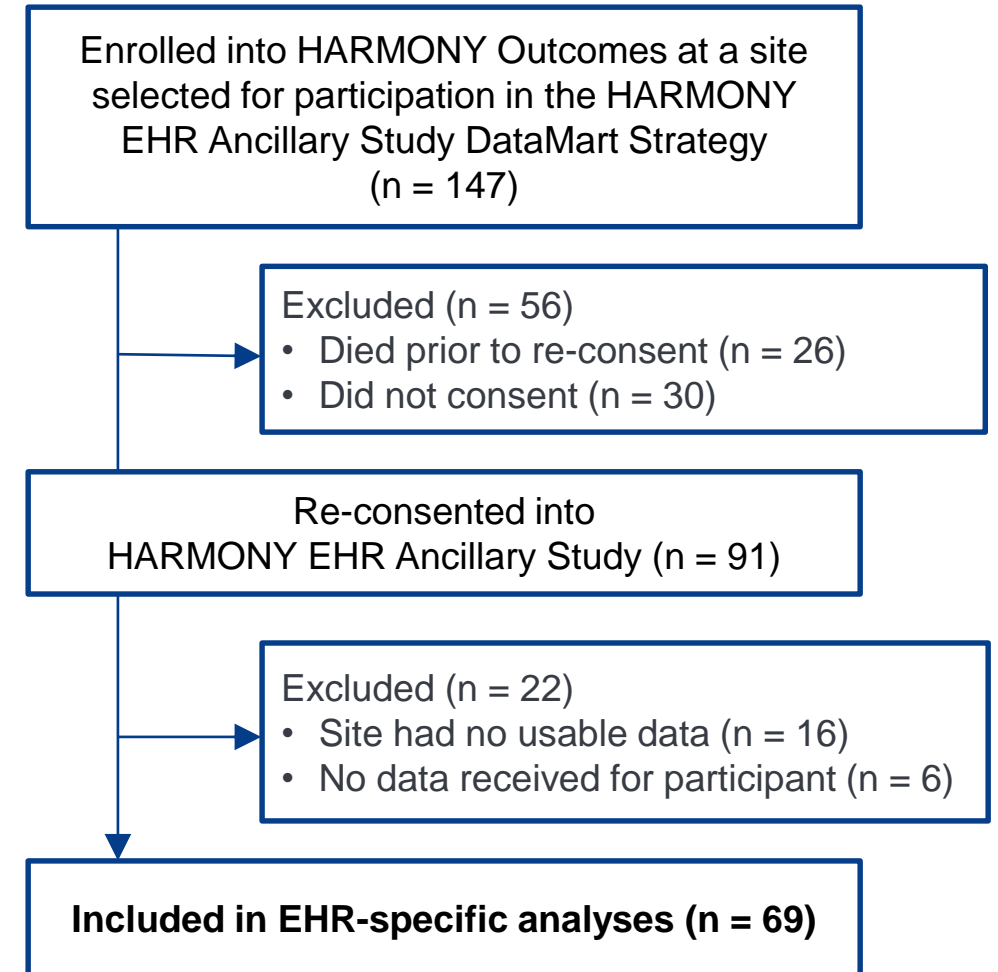 Enrolled into HARMONY Outcomes at a site
selected for participation in the HARMONY
EHR Ancillary Study DataMart Strategy
(n = 147)
Excluded (n = 56)
• Died prior to re-consent (n = 26)
• Did not consent (n = 30)
Re-consented into
HARMONY EHR Ancillary Study (n = 91)
Excluded (n = 22)
• Site had no usable data (n = 16)
• No data received for participant (n = 6)
Included in EHR-specific analyses (n = 69)